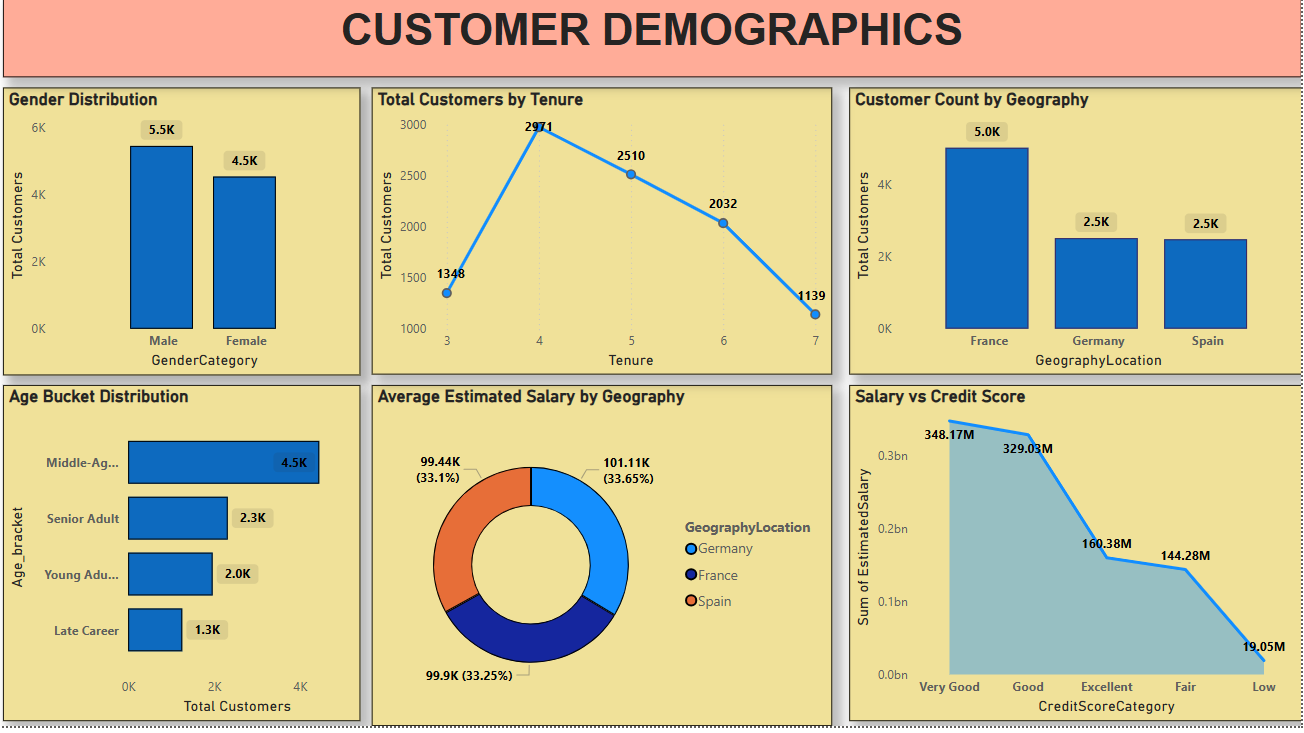 CUSTOMER DEMOGRAPHICS
Gender Distribution
6K
4K
2K
0K
Total Customers
5.5K
4.5K
Male
Female
GenderCategory
Total Customers by Tenure
3000
2500
2000
1500
1000
Total Customers
1348
2971
2510
2032
1139
3
4
5
6
7
Tenure
Customer Count by Geography
4K
2K
0K
Total Customers
5.0K
2.5K
2.5K
France
Germany
Spain
GeographyLocation
Age Bucket Distribution
Age_bracket
Middle-Ag...
4.5K
Senior Adult
2.3K
Young Adu...
2.0K
Late Career
1.3K
0K
2K
4K
Total Customers
Average Estimated Salary by Geography
99.44K
(33.1%)
101.11K
(33.65%)
99.9K (33.25%)
GeographyLocation
Germany
France
Spain
Salary vs Credit Score
0.3bn
0.2bn
0.1bn
0.0bn
Sum of EstimatedSalary
348.17M
329.03M
160.38M
144.28M
19.05M
Very Good
Good
Excellent
Fair
Low
CreditScoreCategory